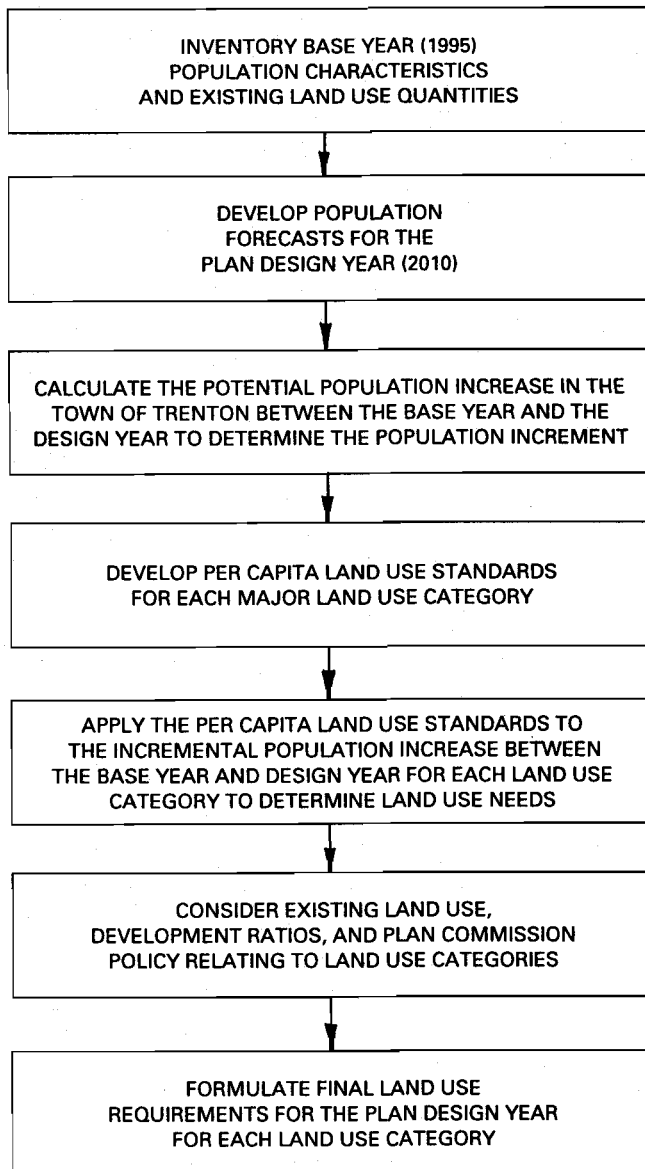 INVENTORY BASE YEAR (1995)
POPULATION CHARACTERISTICS
AND EXISTING LAND USE QUANTITIES
DEVELOP POPULATION
FORECASTS FOR THE
PLAN DESIGN YEAR (2010)
CALCULATE THE POTENTIAL POPULATION INCREASE IN THE
TOWN OF TRENTON BETWEEN THE BASE YEAR AND THE
DESIGN YEAR TO DETERMINE THE POPULATION INCREMENT
DEVELOP PER CAPITA LAND USE STANDARDS
FOR EACH MAJOR LAND USE CATEGORY
APPLY THE PER CAPITA LAND USE STANDARDS TO
THE INCREMENTAL POPULATION INCREASE BETWEEN
THE BASE YEAR AND DESIGN YEAR FOR EACH LAND USE
CATEGORY TO DETERMINE LAND USE NEEDS
CONSIDER EXISTING LAND USE,
DEVELOPMENT RATIOS, AND PLAN COMMISSION
POLICY RELATING TO LAND USE CATEGORIES
FORMULATE FINAL LAND USE
REQUIREMENTS FOR THE PLAN DESIGN YEAR
FOR EACH LAND USE CATEGORY